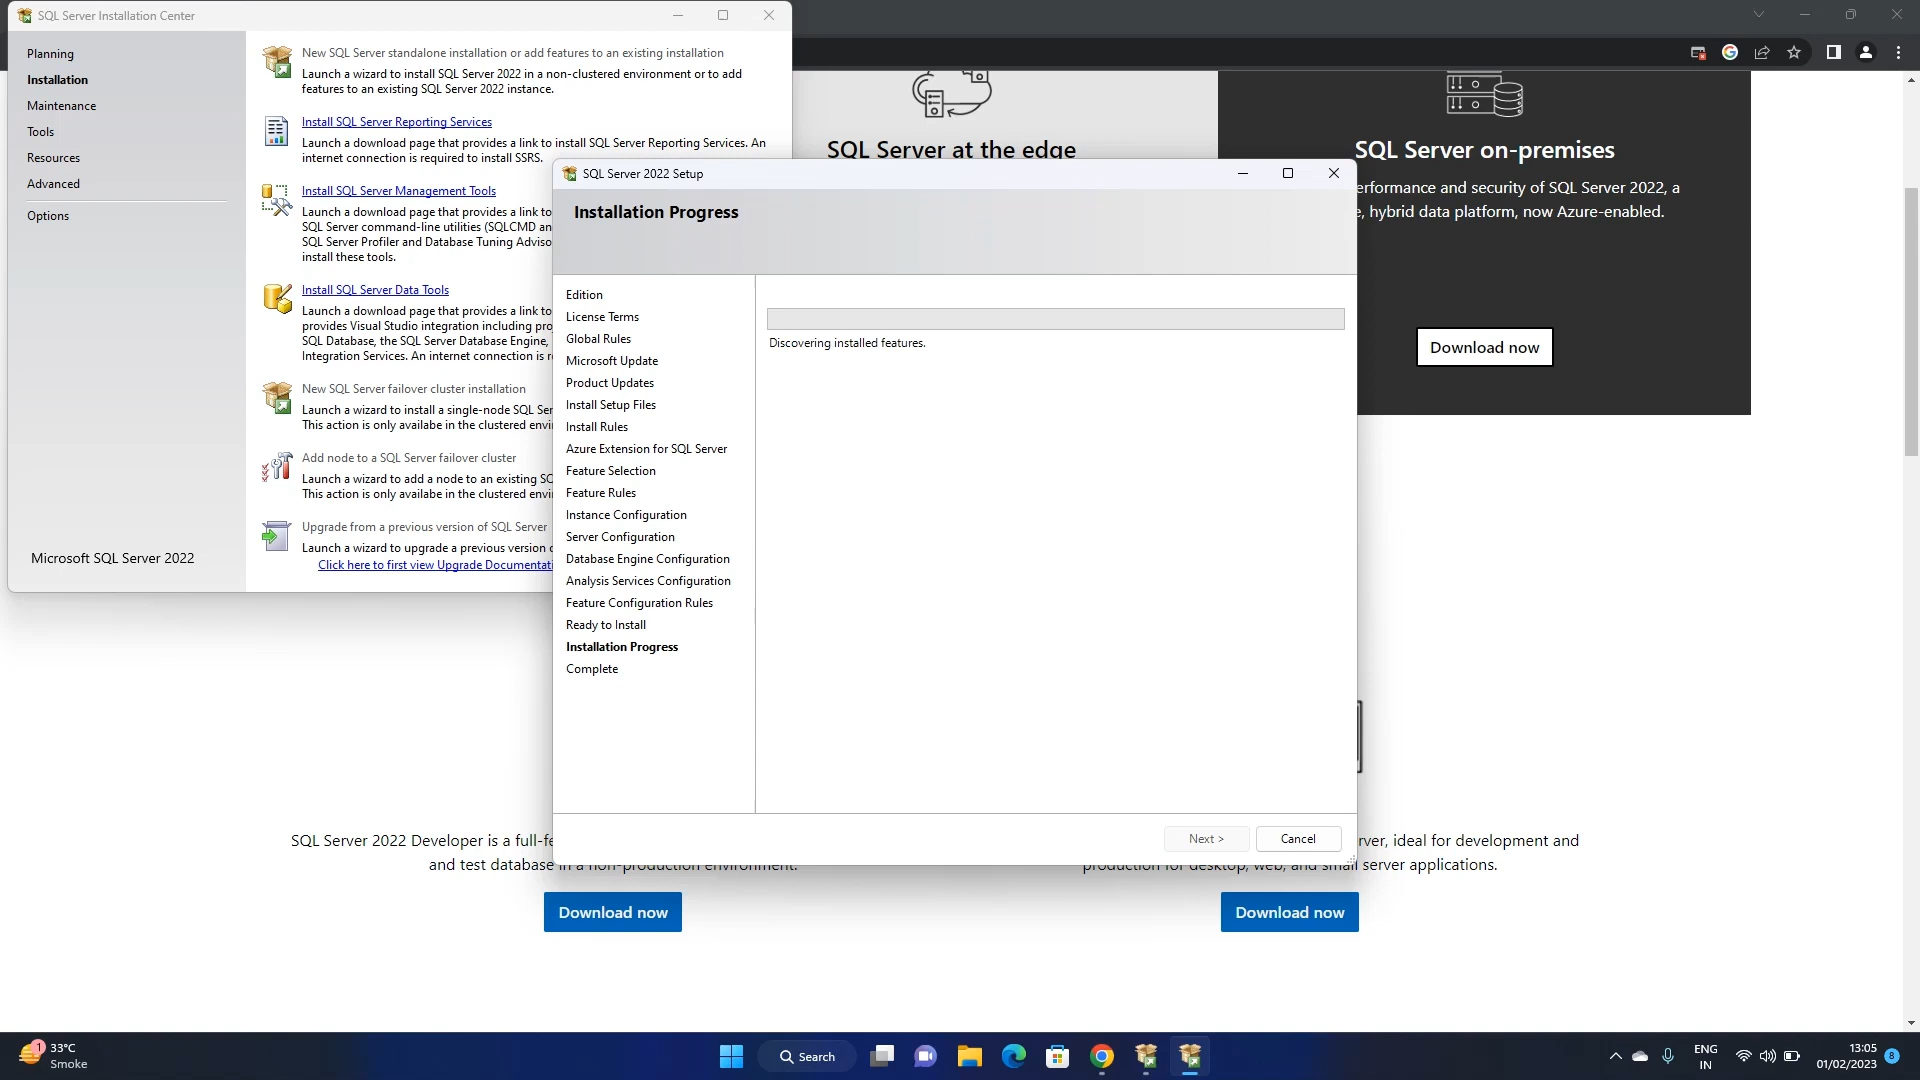 SQL Server Installation Center
Planning
Installation
Maintenance
Tools
Resources
Advanced
Options
Microsoft SQL Server 2022
New SQL Server standalone installation or add features to an existing installation
Launch a wizard to install SQL Server 2022 in a non-clustered environment or to add
features to an existing SQL Server 2022 instance.
Install SQL Server Reporting Services
Launch a download page that provides a link to install SQL Server Reporting Services. An
internet connection is required to install SSRS.
Install SQL Server Management Tools
Launch a download page that provides a link to
SQL Server command-line utilities (SQLCMD an
SQL Server Profiler and Database Tuning Adviso
install these tools.
Install SQL Server Data Tools
Launch a download page that provides a link to
provides Visual Studio integration including pro
SQL Database, the SQL Server Database Engine,
Integration Services. An internet connection is r
New SQL Server failover cluster installation
Launch a wizard to install a single-node SQL Ser
This action is only availabe in the clustered envi
Add node to a SQL Server failover cluster
Launch a wizard to add a node to an existing SQ
This action is only availabe in the clustered envi
Upgrade from a previous version of SQL Server
Launch a wizard to upgrade a previous version o
Click here to first view Upgrade Documentati
SQL Server at the edge
SQL Server on-premises
erformance and security of SQL Server 2022, a
e, hybrid data platform, now Azure-enabled.
Download now
SQL Server 2022 Setup
Installation Progress
Edition
License Terms
Global Rules
Microsoft Update
Product Updates
Install Setup Files
Install Rules
Azure Extension for SQL Server
Feature Selection
Feature Rules
Instance Configuration
Server Configuration
Database Engine Configuration
Analysis Services Configuration
Feature Configuration Rules
Ready to Install
Installation Progress
Complete
Discovering installed features.
Next >
Cancel
SQL Server 2022 Developer is a full-fe
and test database in a non-production environment.
Download now
rver, ideal for development and
production for desktop, web, and small server applications.
Download now
1
33°C
Smoke
Search
ENG
IN
13:05
01/02/2023
8